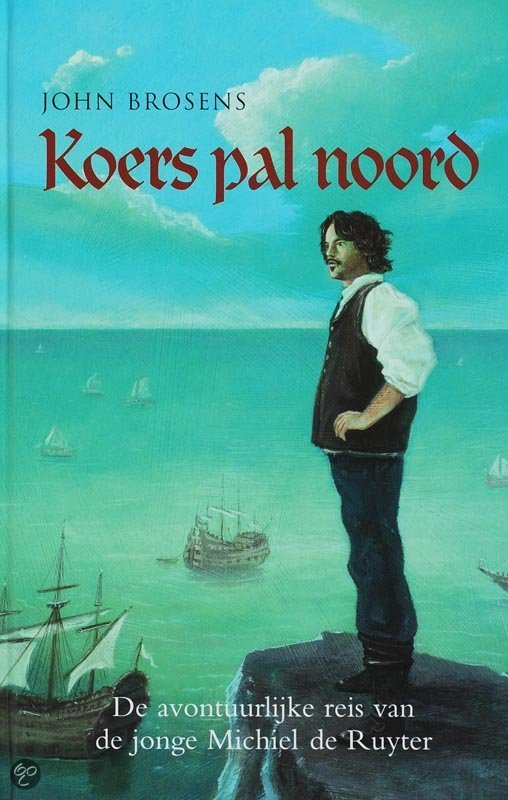 JOHN BROSENS
Koers pal noord
De avontuurlijke reis van
de jonge Michiel de Ruyter